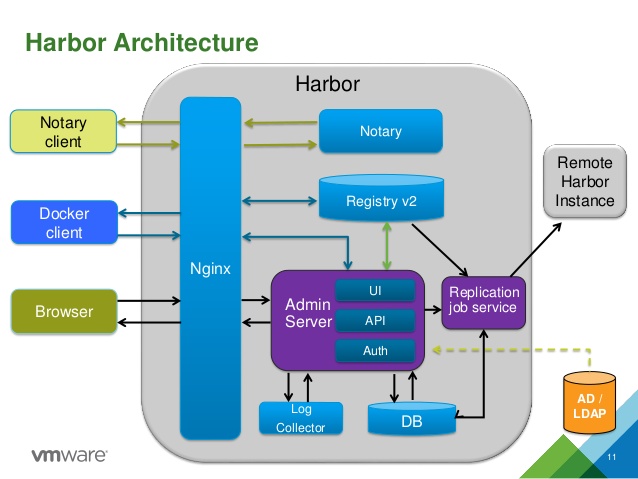 Harbor Architecture
Harbor
Notary
client
Notary
Docker
client
Registry v2
Remote
Harbor
Instance
Nginx
Browser
Admin
Server
UI
API
Auth
Replication
job service
Log
Collector
DB
AD /
LDAP
vmware®
11